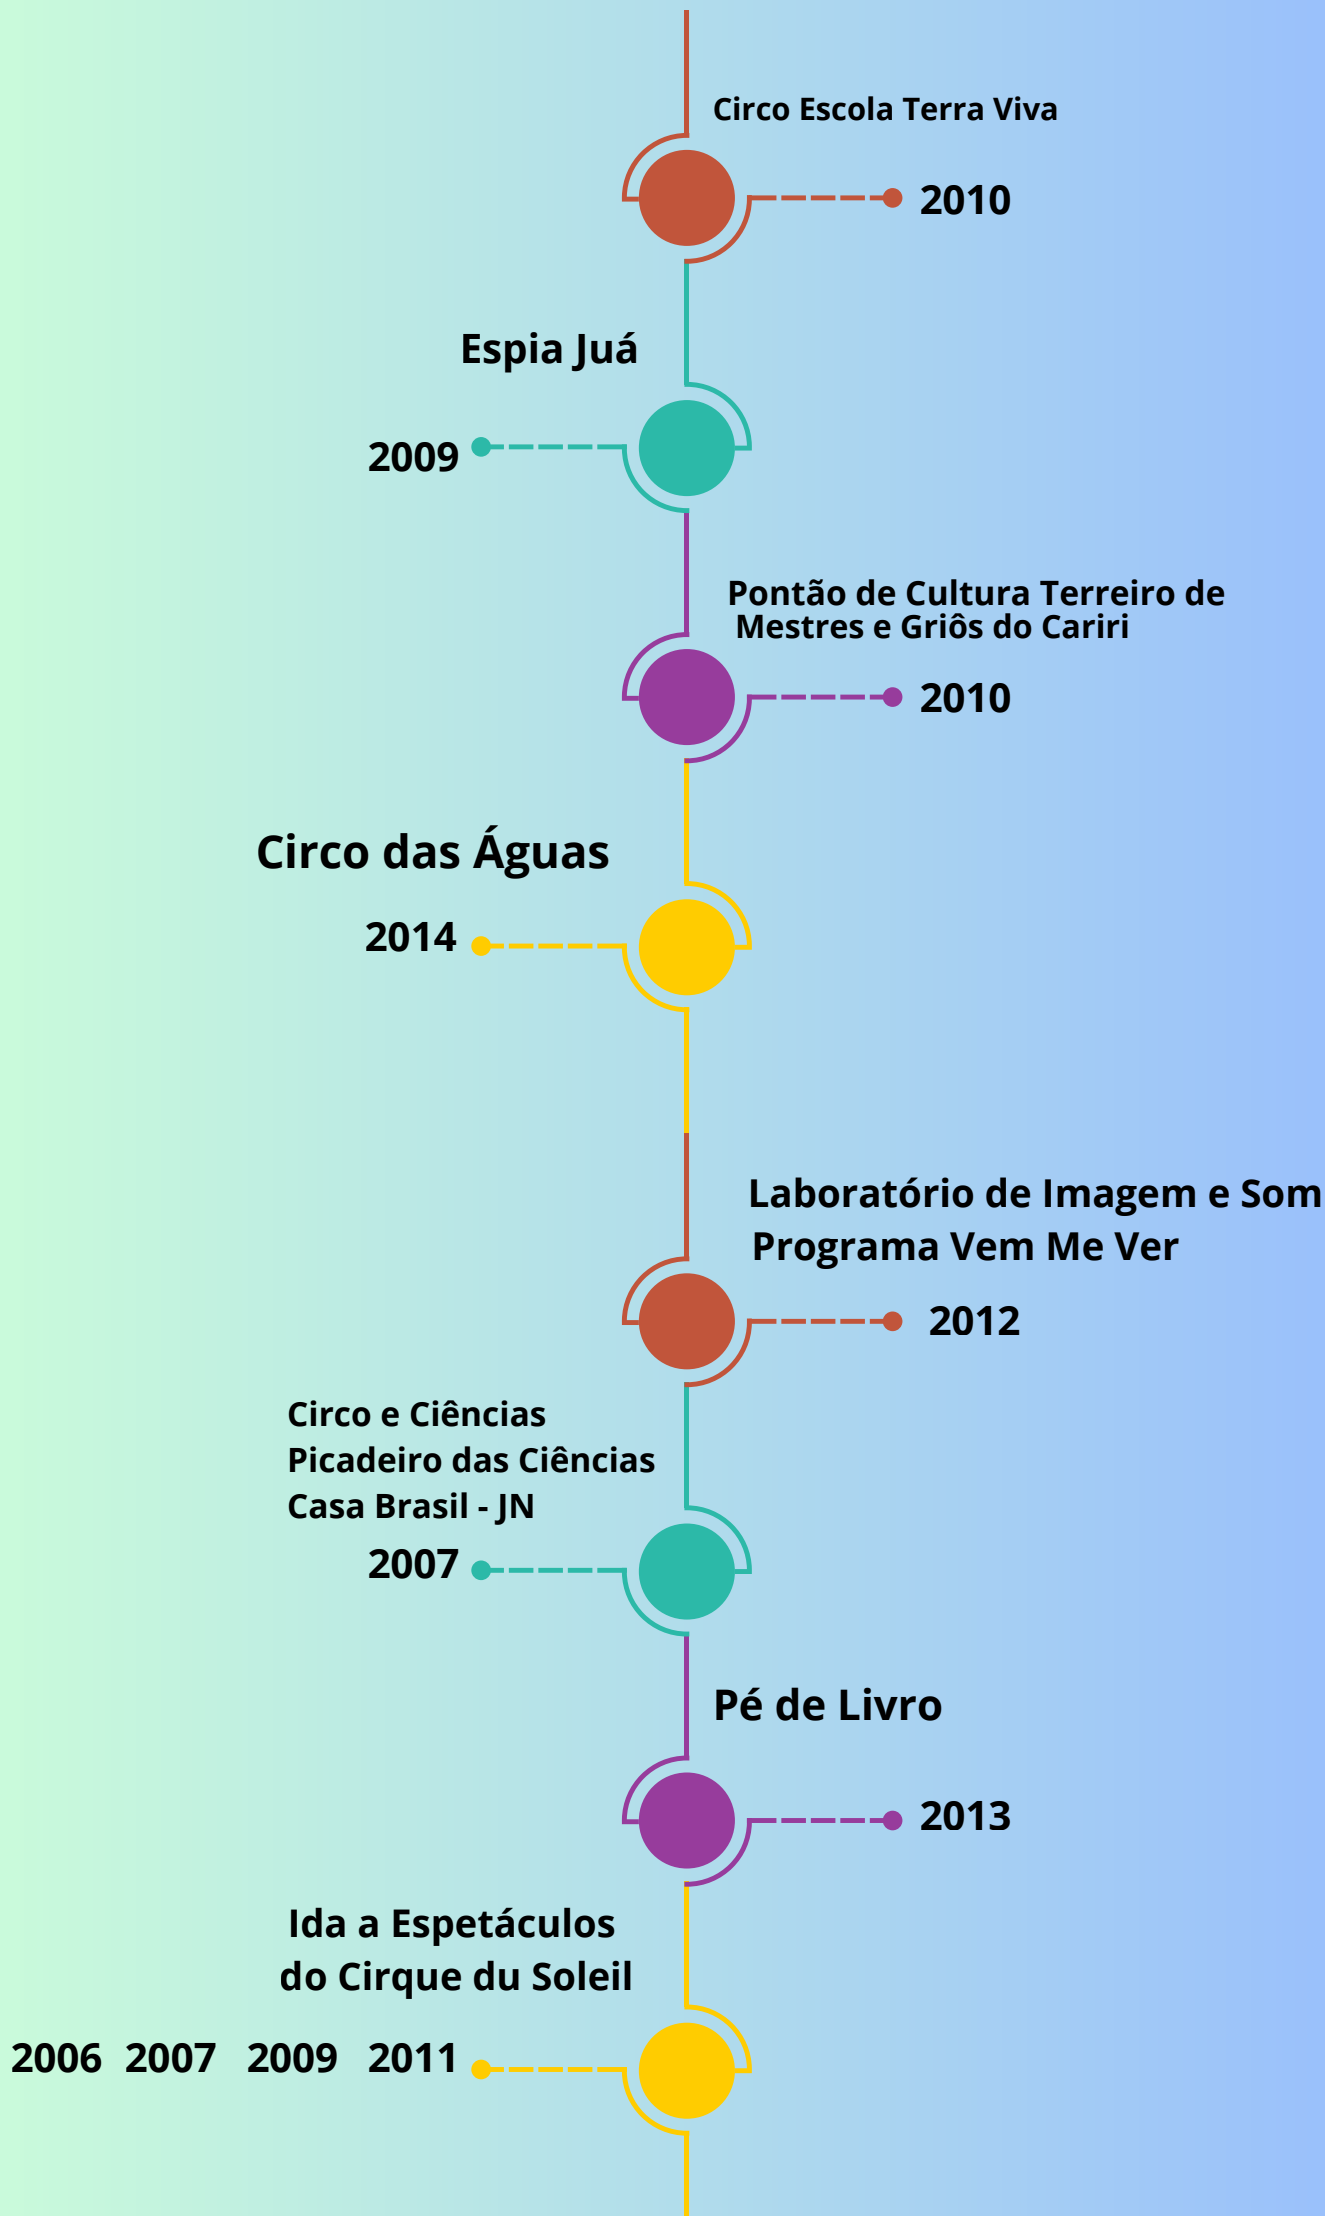 Circo Escola Terra Viva
2010
Espia Juá
2009
Pontão de Cultura Terreiro de
Mestres e Griôs do Cariri
2010
Circo das Águas
2014
Laboratório de Imagem e Som
Programa Vem Me Ver
2012
Circo e Ciências
Picadeiro das Ciências
Casa Brasil - JN
2007
Pé de Livro
2013
Ida a Espetáculos
do Cirque du Soleil
2006 2007 2009 2011